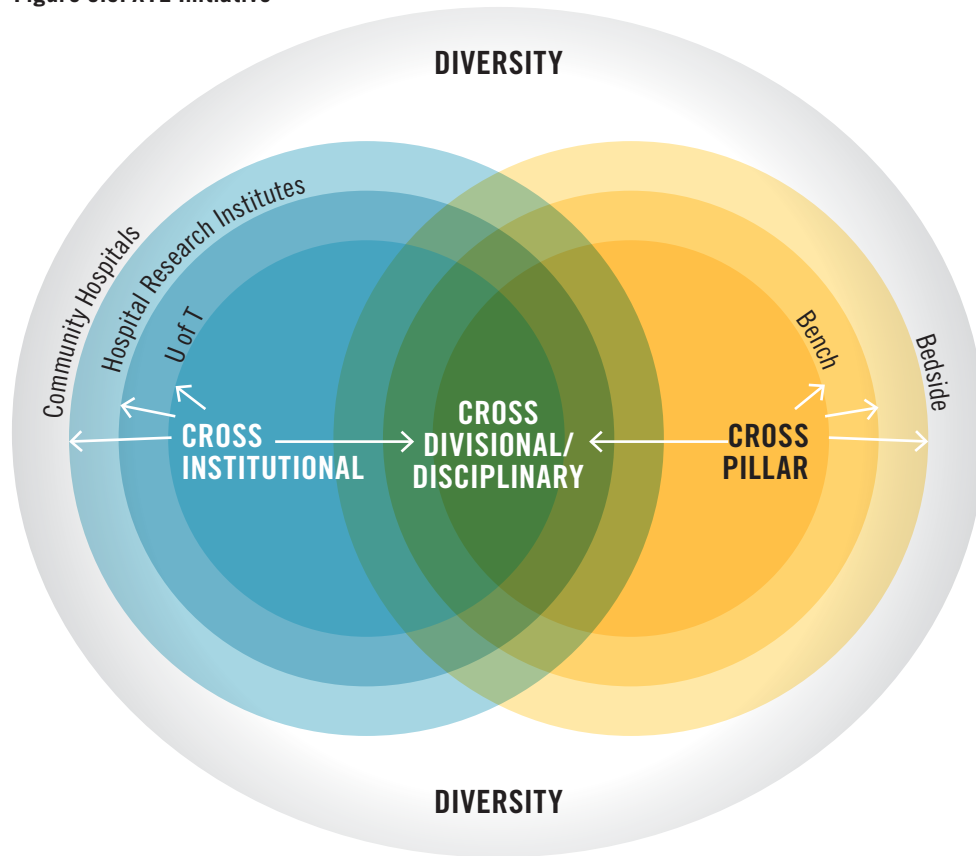 DIVERSITY
Community Hospitals
Hospital Research Institutes
U of T
Bench
Bedside
CROSS
INSTITUTIONAL
CROSS
DIVISIONAL/
DISCIPLINARY
CROSS
PILLAR
DIVERSITY